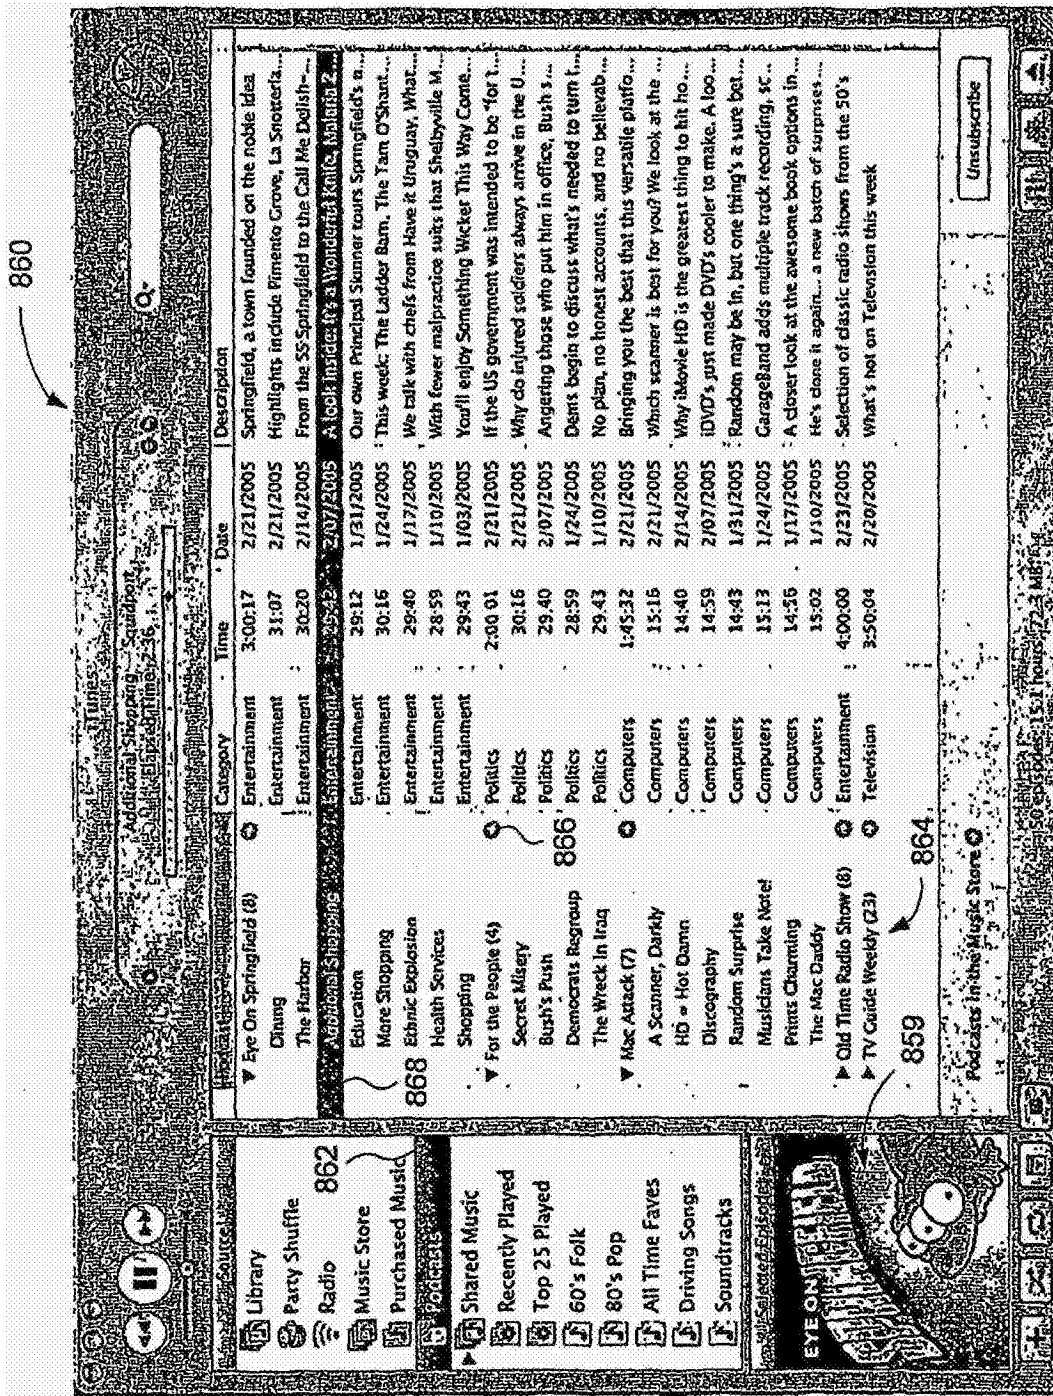 860
iTunes
Additional Shopping Squidport
Elapsed Time: 2:36
Source
Library
Party Shuffle
Radio
862
Music Store
Purchased Music
Podcasts
Shared Music
Recently Played
Top 25 Played
60's Folk
80's Pop
All Time Faves
Driving Songs
Soundtracks
Selected Episode
EYE ON
859
Podcast Category Time Date Description
Eye On Springfield (8) Entertainment 3:00:17 2/21/2005 Springfield, a town founded on the noble idea
Dining Entertainment 31:07 2/21/2005 Highlights include Pimento Grove, La Snotteria...
The Harbor Entertainment 30:20 2/14/2005 From the SS Springfield to the Call Me Delish-...
Additional Shopping Entertainment 29:42 2/07/2005 A look inside It's a Wonderful Knife, Rolling 2...
868
Education Entertainment 29:12 1/31/2005 Our own Principal Skinner tours Springfield's n...
More Shopping Entertainment 30:16 1/24/2005 This week: The Ladder Barn, The Tam O'Shant...
Ethnic Explosion Entertainment 29:40 1/17/2005 We talk with chefs from Have it Uruguay, What...
Health Services Entertainment 28:59 1/10/2005 With fewer malpractice suits that Shelbyville M...
Shopping Entertainment 29:43 1/03/2005 You'll enjoy Something Wicker This Way Come...
For the People (4) Politics 2:00 01 2/21/2005 If the US government was intended to be "for t...
866
Secret Misery Politics 30:16 2/21/2005 Why do injured soldiers always arrive in the U...
Bush's Push Politics 29.40 2/07/2005 Angering those who put him in office, Bush s...
Democrats Regroup Politics 28:59 1/24/2005 Dems begin to discuss what's needed to turn t...
The Wreck In Iraq Politics 29.43 1/10/2005 No plan, no honest accounts, and no believab...
Mac Attack (7) Computers 1:45:32 2/21/2005 Bringing you the best that this versatile platfo...
A Scanner, Darkly Computers 15:16 2/21/2005 Which scanner is best for you? We look at the ...
HD = Hot Damn Computers 14:40 2/14/2005 Why iMovie HD is the greatest thing to hit ho...
Discography Computers 14:59 2/07/2005 iDVD's just made DVD's cooler to make. A loo...
Random Surprise Computers 14:43 1/31/2005 Random may be In, but one thing's a sure bet...
Musicians Take Note! Computers 15:13 1/24/2005 GarageBand adds multiple track recording, sc...
Prints Charming Computers 14:56 1/17/2005 A closer look at the awesome book options in...
The Mac Daddy Computers 15:02 1/10/2005 He's done it again... a new batch of surprises....
Old Time Radio Show (8) Entertainment 4:00:00 2/23/2005 Selection of classic radio shows from the 50's
TV Guide Weekly (23) Television 3:50:04 2/20/2005 What's not on Television this week
864
Podcasts in the Music Store
Unsubscribe
50 episodes, 15:1 hours, 72.3 MB